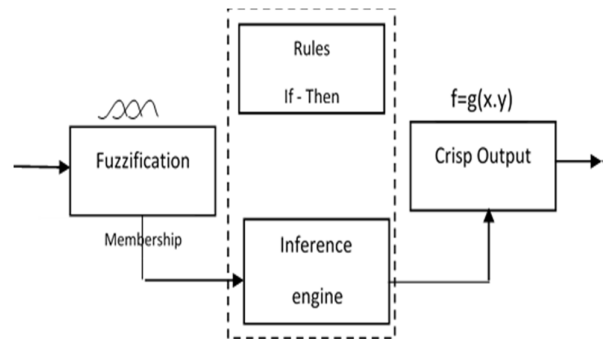 Rules
If - Then
f=g(x.y)
Fuzzification
Crisp Output
Membership
Inference
engine